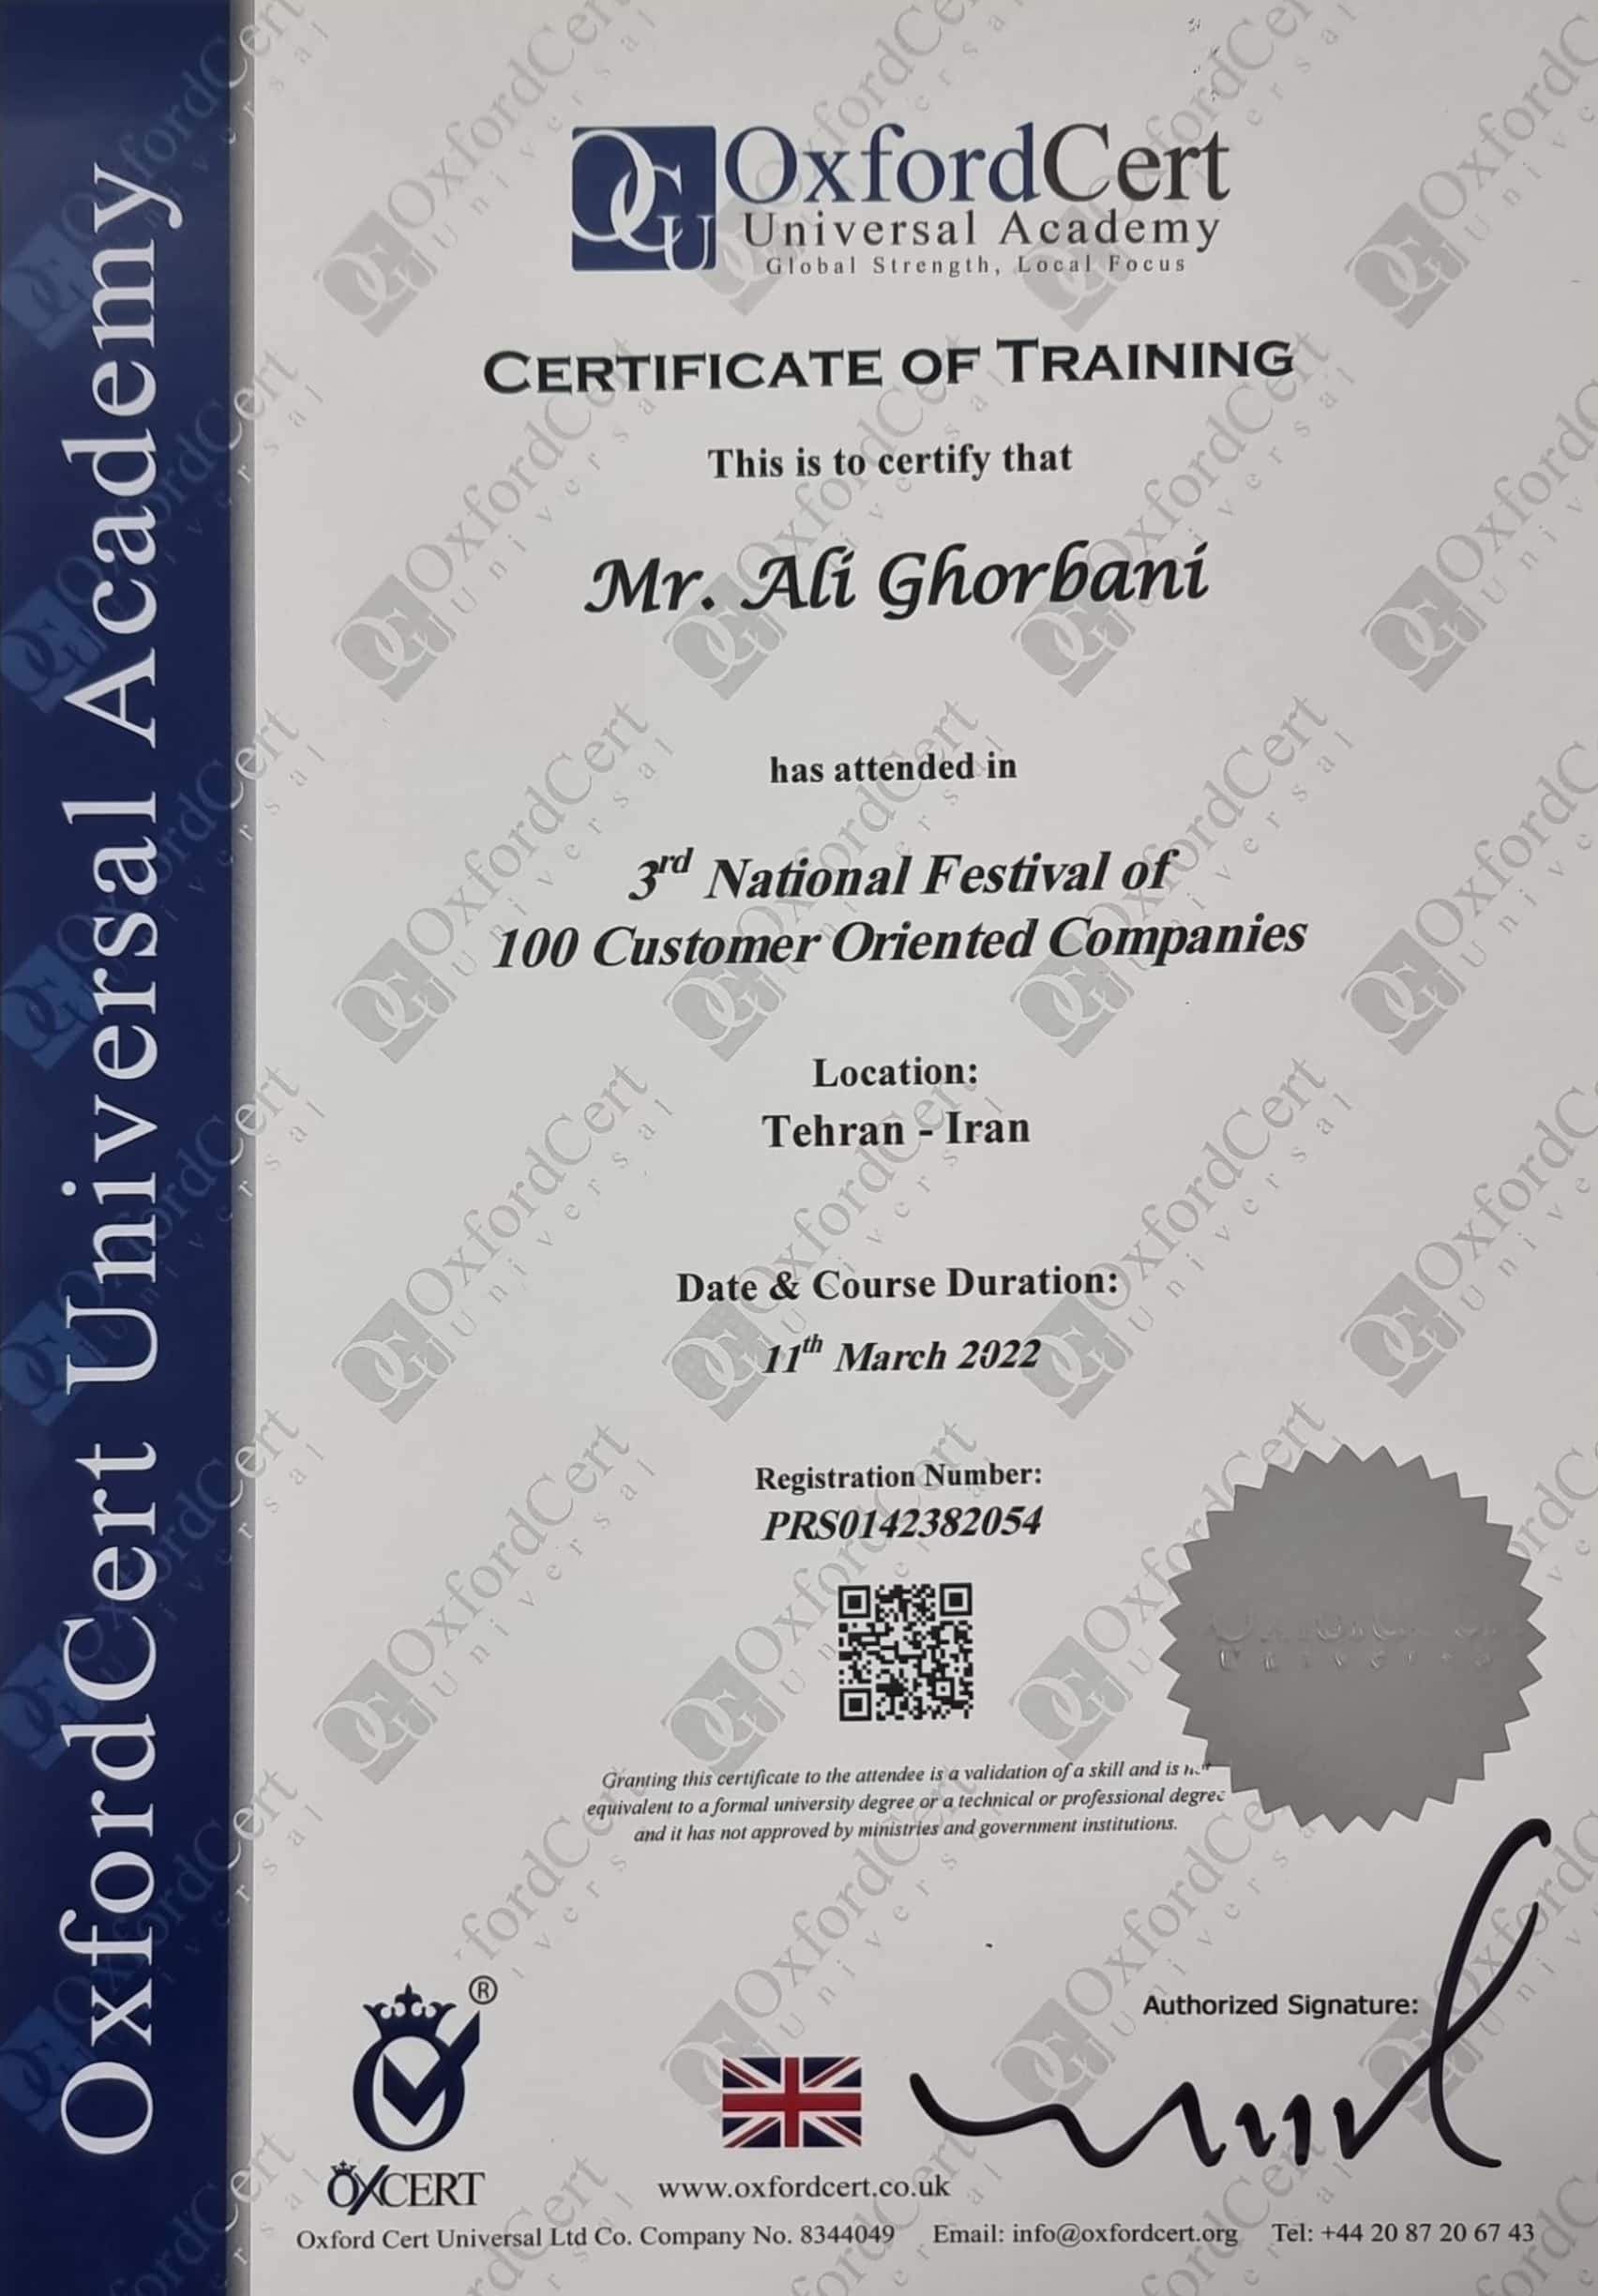 OxfordCert Universal Academy
OCU OxfordCert
Universal Academy
Global Strength, Local Focus
CERTIFICATE OF TRAINING
This is to certify that
Mr. Ali Ghorbani
has attended in
3rd National Festival of
100 Customer Oriented Companies
Location:
Tehran - Iran
Date & Course Duration:
11th March 2022
Registration Number:
PRS0142382054
Granting this certificate to the attendee is a validation of a skill and is
equivalent to a formal university degree or a technical or professional degree
and it has not approved by ministries and government institutions.
Authorized Signature:
®
OXCERT
www.oxfordcert.co.uk
Oxford Cert Universal Ltd Co. Company No. 8344049 Email: info@oxfordcert.org Tel: +44 20 87 20 67 43